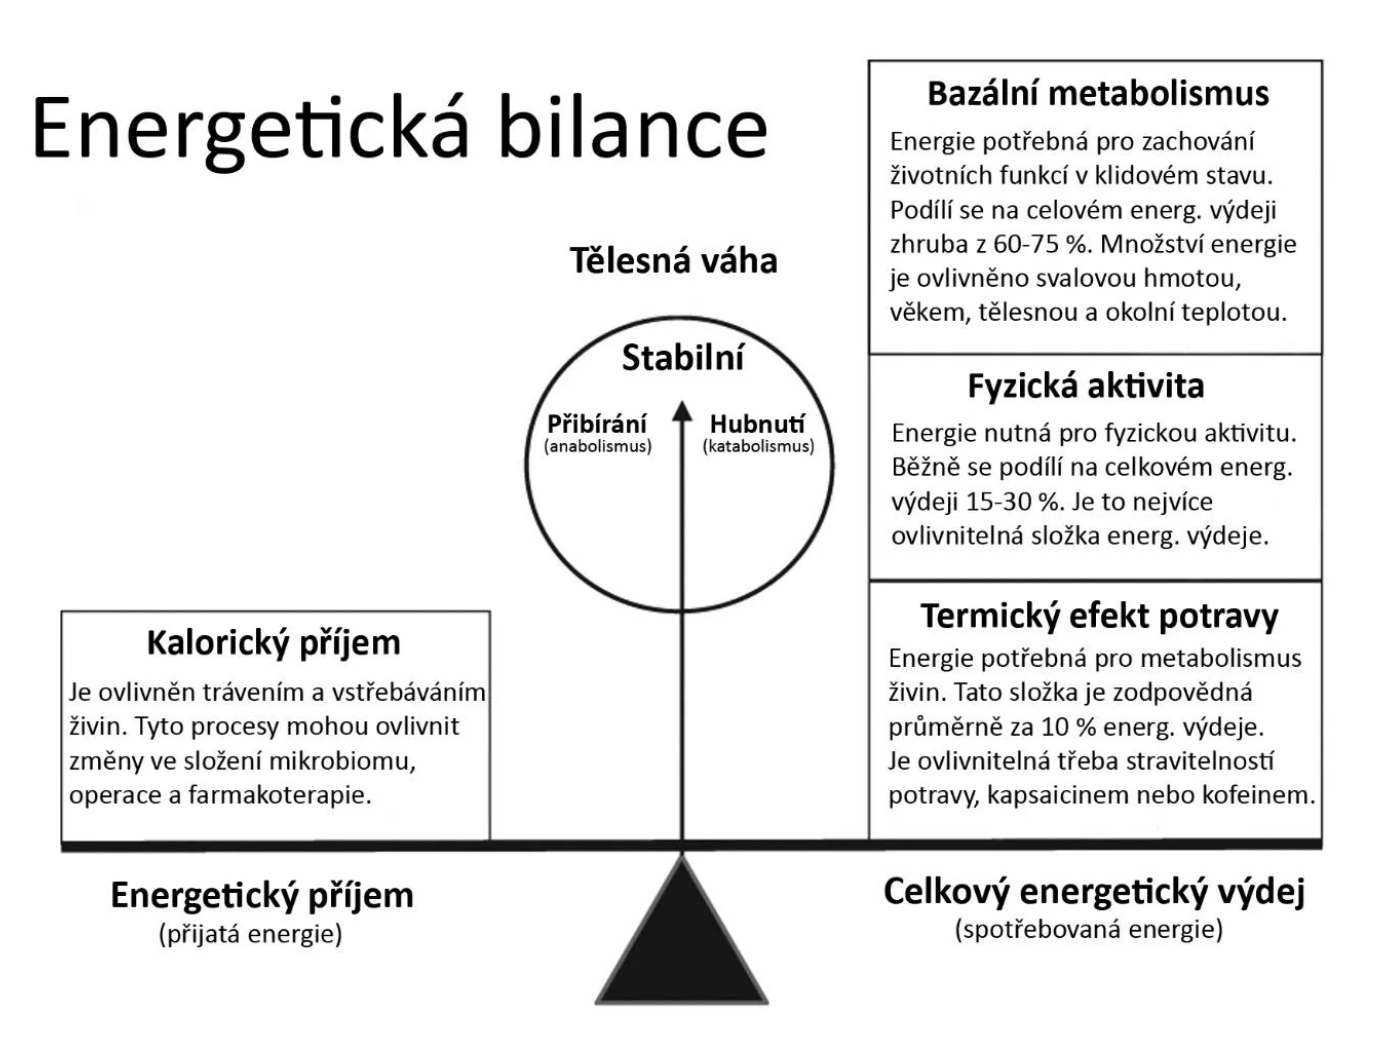 Energetická bilance
Tělesná váha
Stabilní
Přibírání
(anabolismus)
Hubnutí
(katabolismus)
Bazální metabolismus
Energie potřebná pro zachování
životních funkcí v klidovém stavu.
Podílí se na celovém energ. výdeji
zhruba z 60-75 %. Množství energie
je ovlivněno svalovou hmotou,
věkem, tělesnou a okolní teplotou.
Fyzická aktivita
Energie nutná pro fyzickou aktivitu.
Běžně se podílí na celkovém energ.
výdeji 15-30 %. Je to nejvíce
ovlivnitelná složka energ. výdeje.
Termický efekt potravy
Energie potřebná pro metabolismus
živin. Tato složka je zodpovědná
průměrně za 10 % energ. výdeje.
Je ovlivnitelná třeba stravitelností
potravy, kapsaicinem nebo kofeinem.
Kalorický příjem
Je ovlivněn trávením a vstřebáváním
živin. Tyto procesy mohou ovlivnit
změny ve složení mikrobiomu,
operace a farmakoterapie.
Energetický příjem
(přijatá energie)
Celkový energetický výdej
(spotřebovaná energie)